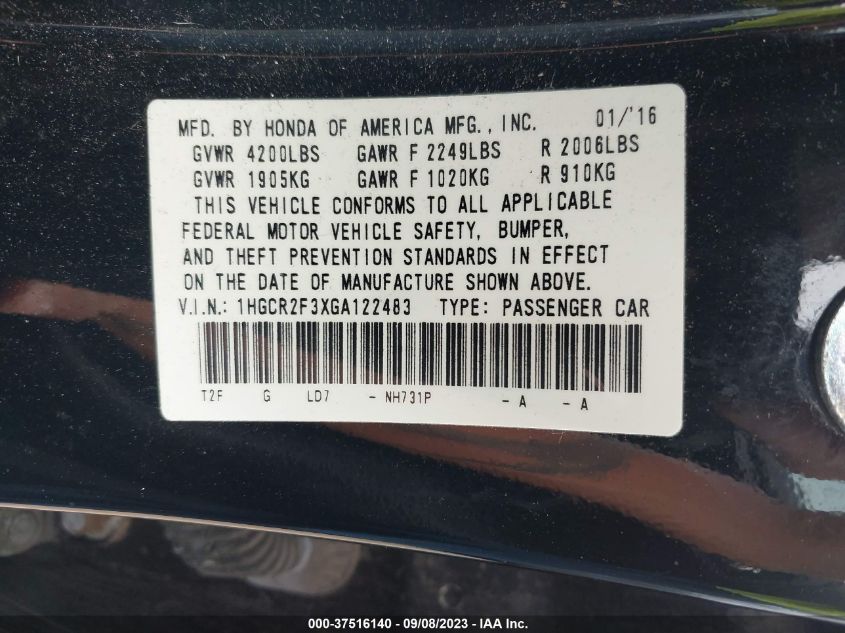 MFD. BY HONDA OF AMERICA MFG., INC. 01/'16
GVWR 4200LBS GAWR F 2249LBS R 2006LBS
GVWR 1905KG GAWR F 1020KG R 910KG
THIS VEHICLE CONFORMS TO ALL APPLICABLE
FEDERAL MOTOR VEHICLE SAFETY, BUMPER,
AND THEFT PREVENTION STANDARDS IN EFFECT
ON THE DATE OF MANUFACTURE SHOWN ABOVE.
V.I.N.: 1HGCR2F3XGA122483 TYPE: PASSENGER CAR
T2F G LD7 - NH731P - A - A
000-37516140 - 09/08/2023 - IAA Inc.